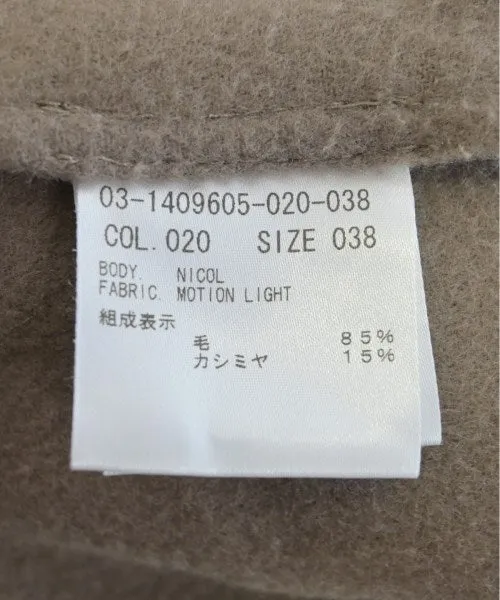 03-1409605-020-038
COL. 020 SIZE 038
BODY. NICOL
FABRIC. MOTION LIGHT
組成表示
毛 85%
カシミヤ 15%